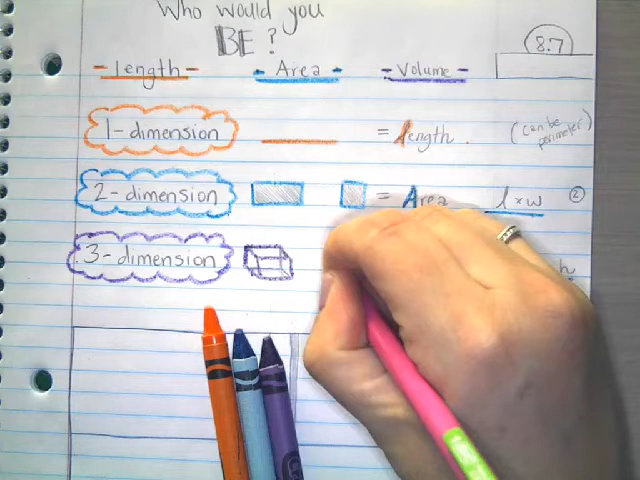 Who would you
BE ?
8.7
- Length - - Area - - Volume -
1-dimension = length . (can be perimeter)
2-dimension = Area l x w ②
3-dimension h